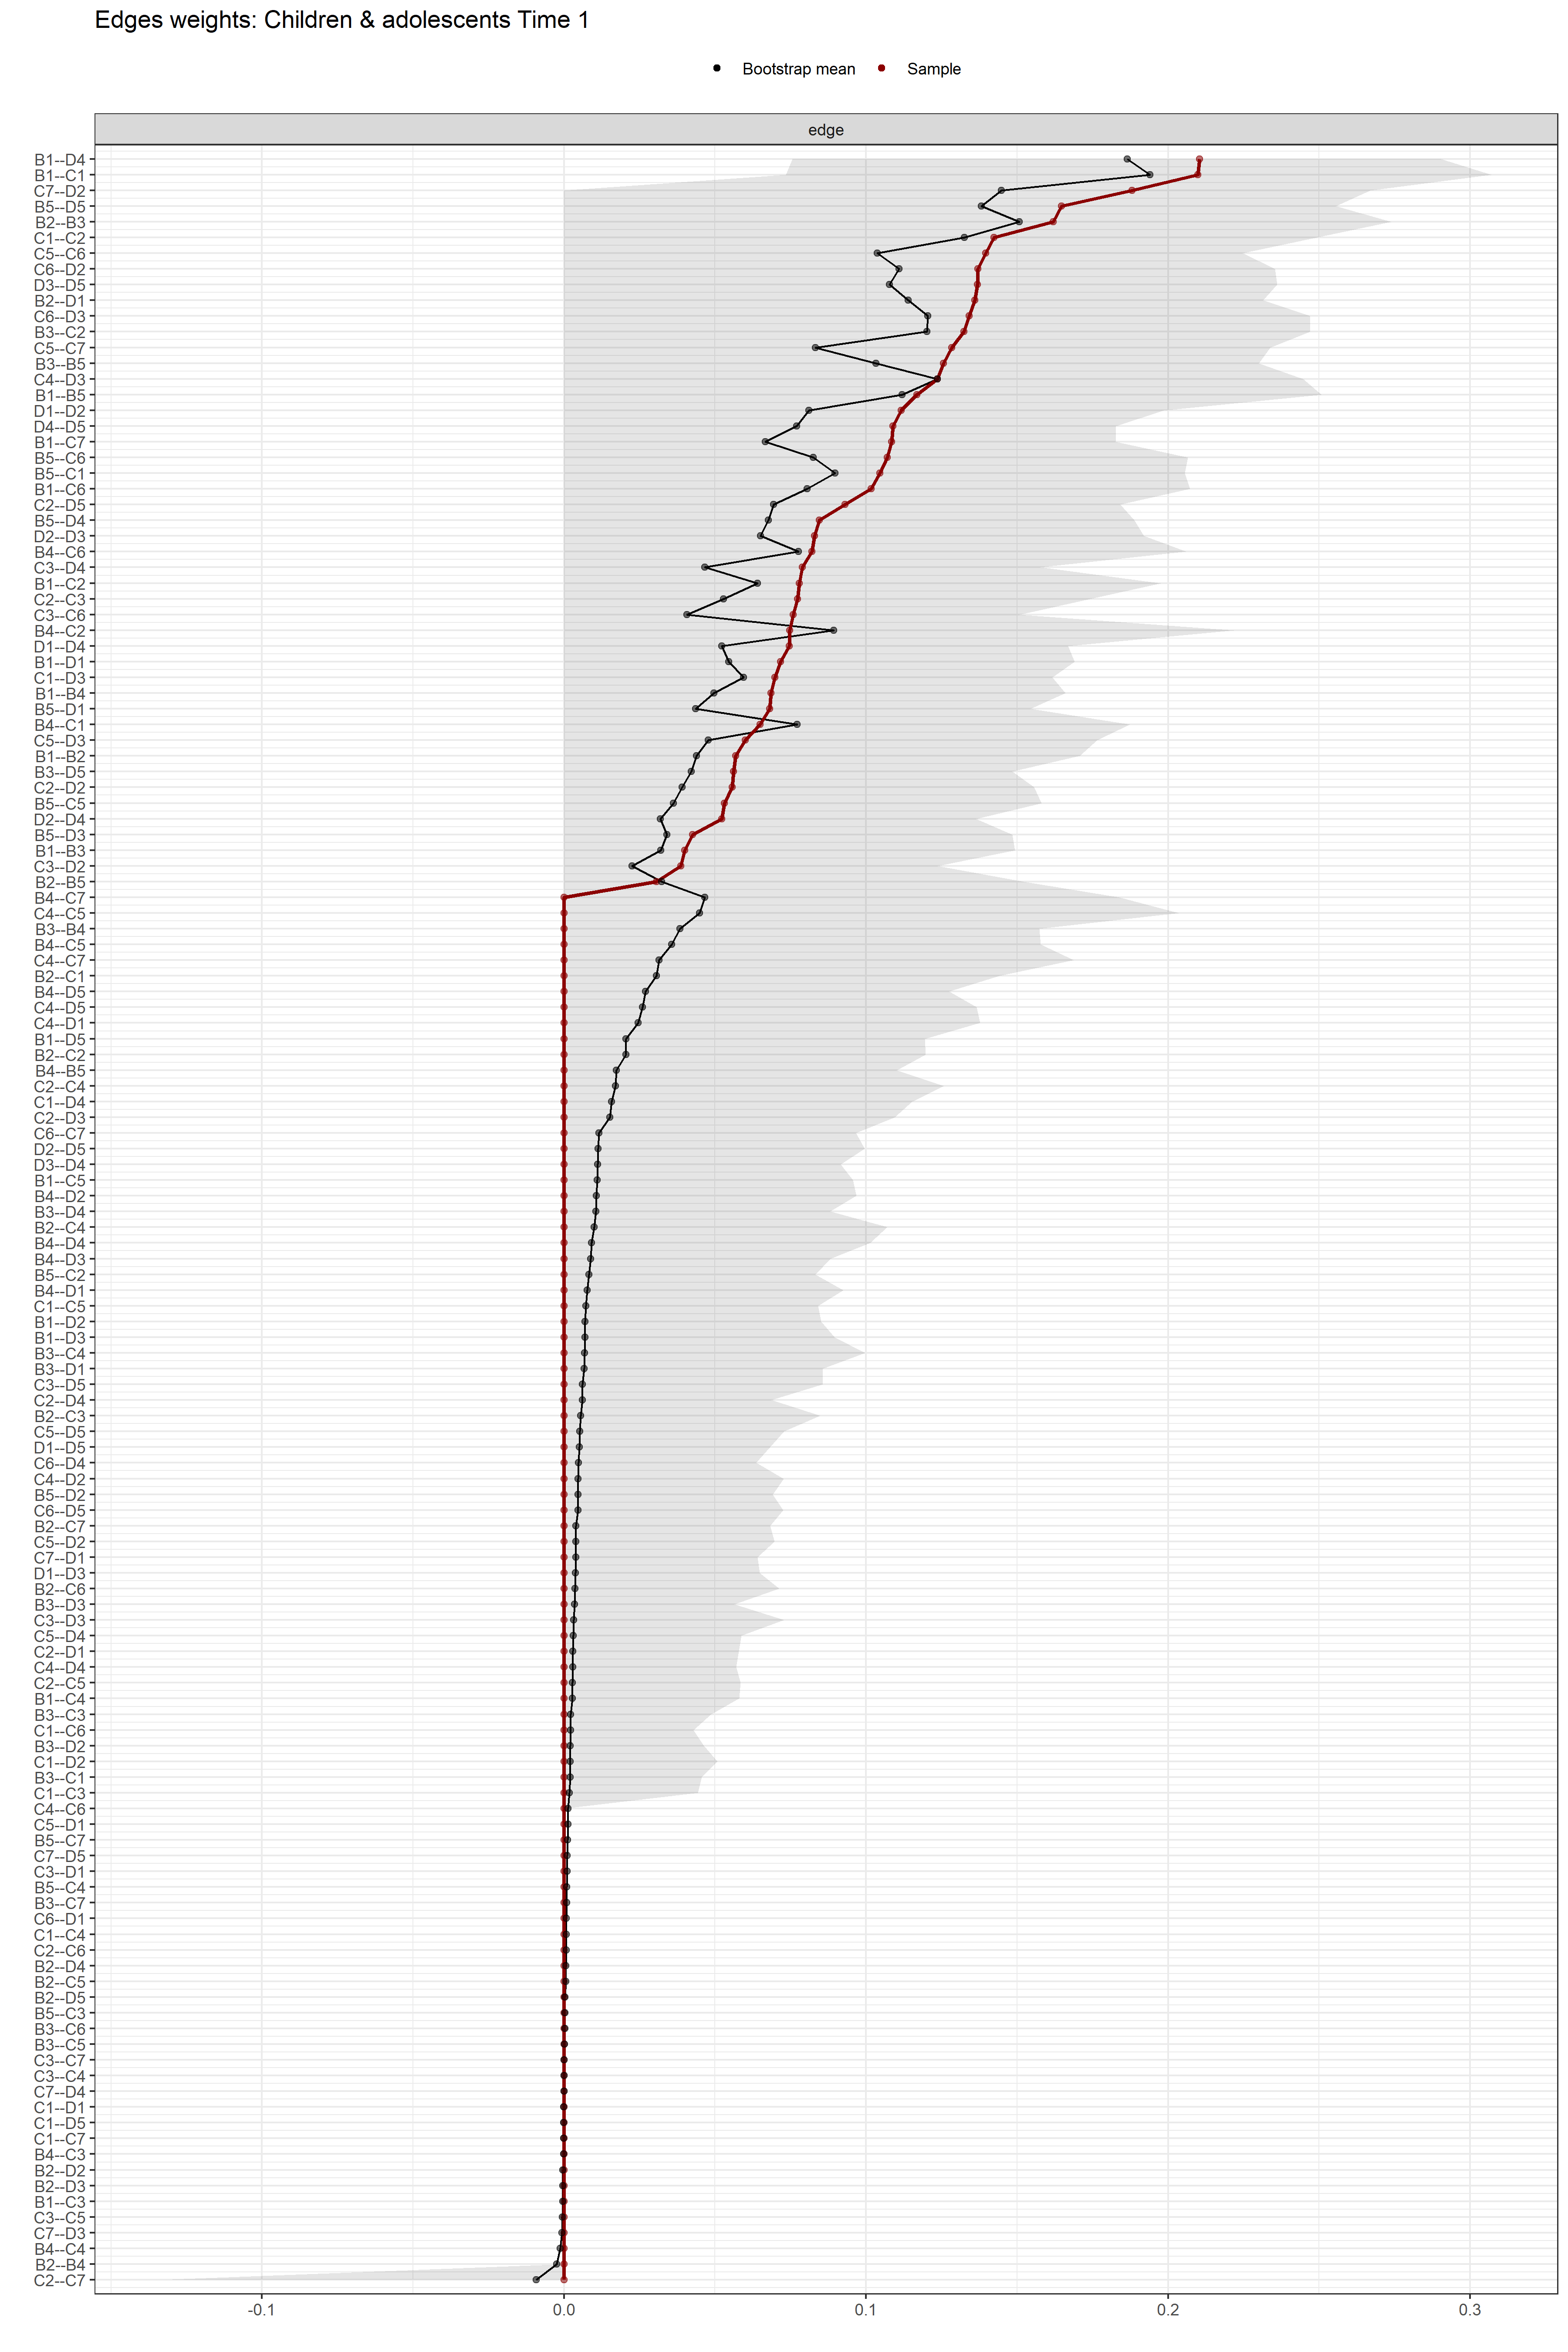 Edges weights: Children & adolescents Time 1
Bootstrap mean Sample
edge
B1--D4
B1--C1
C7--D2
B5--D5
B2--B3
C1--C2
C5--C6
C6--D2
D3--D5
B2--D1
C6--D3
B3--C2
C5--C7
B3--B5
C4--D3
B1--B5
D1--D2
D4--D5
B1--C7
B5--C6
B5--C1
B1--C6
C2--D5
B5--D4
D2--D3
B4--C6
C3--D4
B1--C2
C2--C3
C3--C6
B4--C2
D1--D4
B1--D1
C1--D3
B1--B4
B5--D1
B4--C1
C5--D3
B1--B2
B3--D5
C2--D2
B5--C5
D2--D4
B5--D3
B1--B3
C3--D2
B2--B5
B4--C7
C4--C5
B3--B4
B4--C5
C4--C7
B2--C1
B4--D5
C4--D5
C4--D1
B1--D5
B2--C2
B4--B5
C2--C4
C1--D4
C2--D3
C6--C7
D2--D5
D3--D4
B1--C5
B4--D2
B3--D4
B2--C4
B4--D4
B4--D3
B5--C2
B4--D1
C1--C5
B1--D2
B1--D3
B3--C4
B3--D1
C3--D5
C2--D4
B2--C3
C5--D5
D1--D5
C6--D4
C4--D2
B5--D2
C6--D5
B2--C7
C5--D2
C7--D1
D1--D3
B2--C6
B3--D3
C3--D3
C5--D4
C2--D1
C4--D4
C2--C5
B1--C4
B3--C3
C1--C6
B3--D2
C1--D2
B3--C1
C1--C3
C4--C6
C5--D1
B5--C7
C7--D5
C3--D1
B5--C4
B3--C7
C6--D1
C1--C4
C2--C6
B2--D4
B2--C5
B2--D5
B5--C3
B3--C6
B3--C5
C3--C7
C3--C4
C7--D4
C1--D1
C1--D5
C1--C7
B4--C3
B2--D2
B2--D3
B1--C3
C3--C5
C7--D3
B4--C4
B2--B4
C2--C7
-0.1 0.0 0.1 0.2 0.3